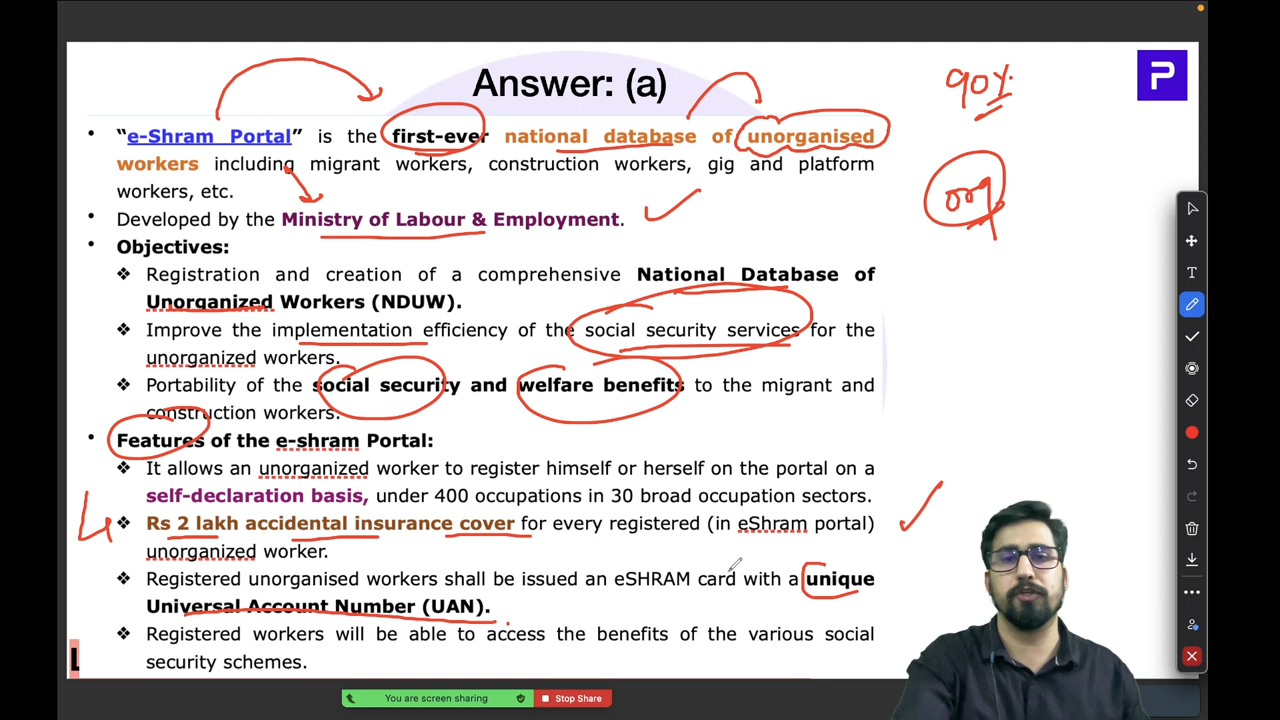 Answer: (a)
90%
• “e-Shram Portal” is the first-ever national database of unorganised
workers including migrant workers, construction workers, gig and platform
workers, etc.
org
• Developed by the Ministry of Labour & Employment.
• Objectives:
❖ Registration and creation of a comprehensive National Database of
Unorganized Workers (NDUW).
❖ Improve the implementation efficiency of the social security services for the
unorganized workers.
❖ Portability of the social security and welfare benefits to the migrant and
construction workers.
• Features of the e-shram Portal:
❖ It allows an unorganized worker to register himself or herself on the portal on a
self-declaration basis, under 400 occupations in 30 broad occupation sectors.
❖ Rs 2 lakh accidental insurance cover for every registered (in eShram portal)
unorganized worker.
❖ Registered unorganised workers shall be issued an eSHRAM card with a unique
Universal Account Number (UAN).
❖ Registered workers will be able to access the benefits of the various social
security schemes.
L
You are screen sharing Stop Share